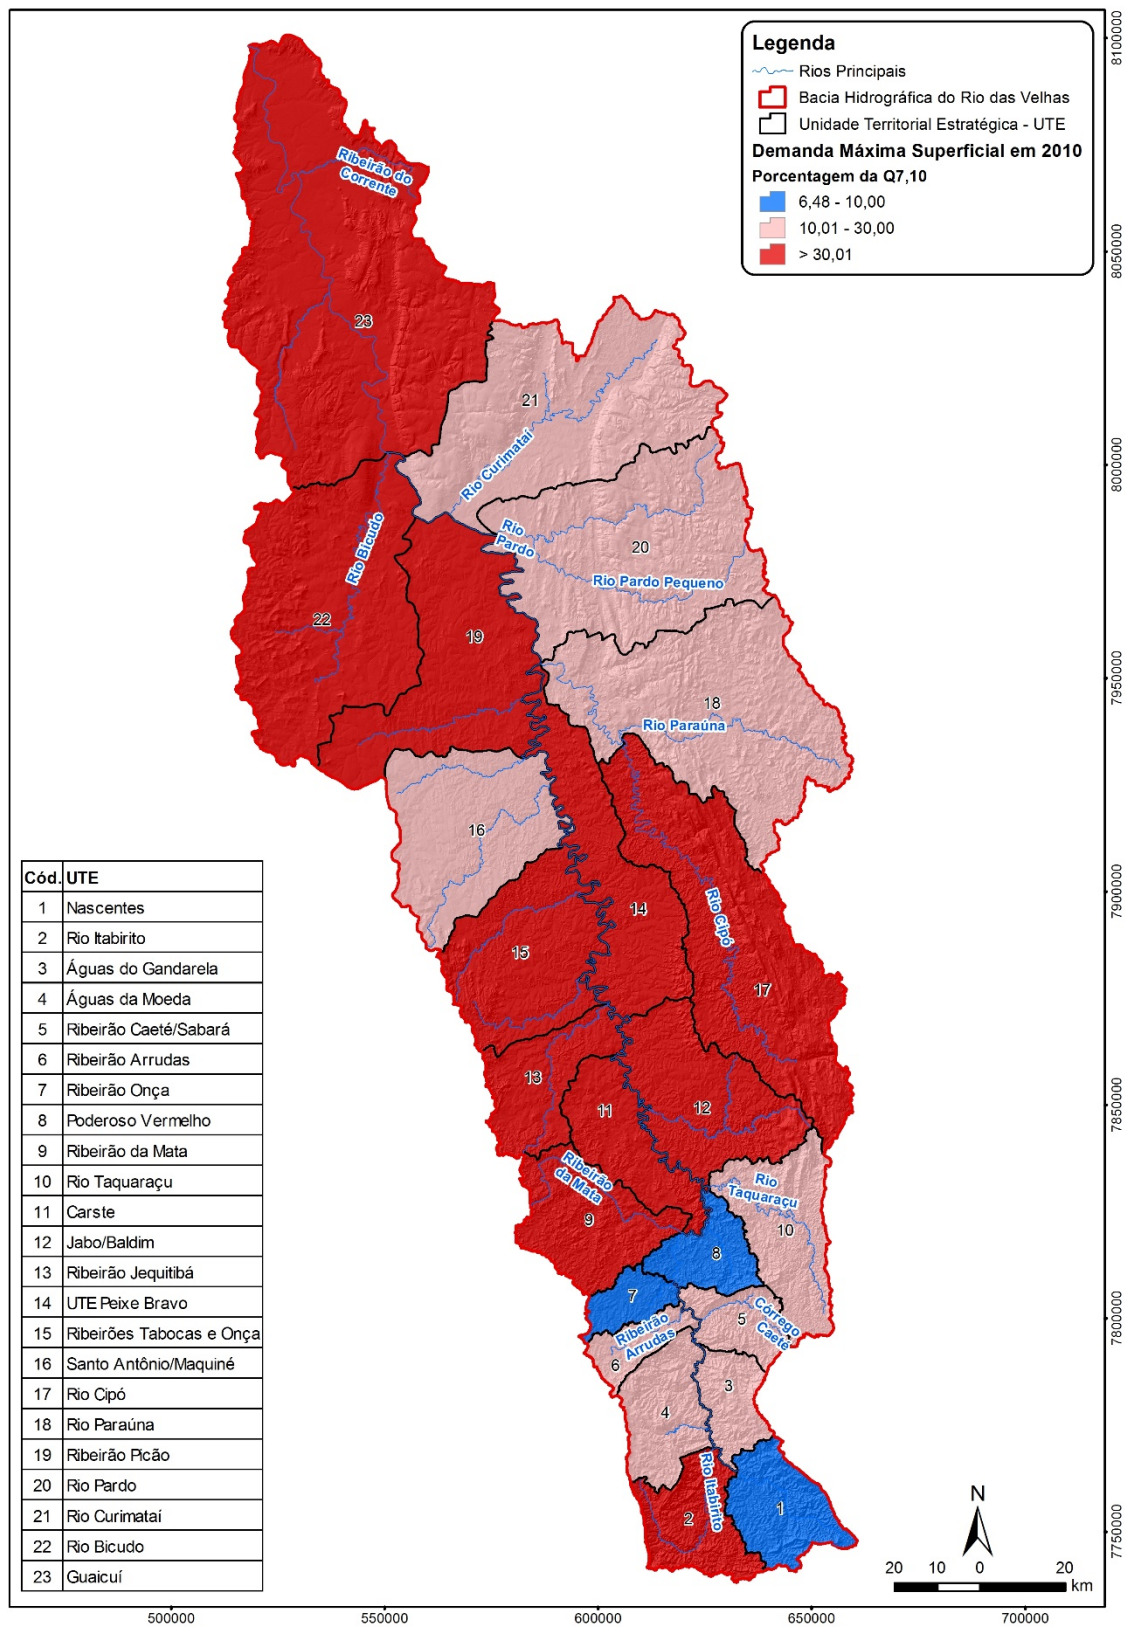 Legenda
Rios Principais
Bacia Hidrográfica do Rio das Velhas
Unidade Territorial Estratégica - UTE
Demanda Máxima Superficial em 2010
Porcentagem da Q7,10
6,48 - 10,00
10,01 - 30,00
> 30,01
8100000
8050000
8000000
7950000
7900000
7850000
7800000
7750000
Ribeirão do
Corrente
23
21
Rio Curimataí
Rio Bicudo
Rio
Pardo
20
Rio Pardo Pequeno
22
19
18
Rio Paraúna
16
14
Rio Cipó
15
17
13
11
12
Ribeirão
da Mata
Rio
Taquaraçu
9
10
8
7
Ribeirão
Arrudas
5
Córrego
Caeté
6
3
4
Rio Itabirito
2
1
Cód. UTE
1 Nascentes
2 Rio Itabirito
3 Águas do Gandarela
4 Águas da Moeda
5 Ribeirão Caeté/Sabará
6 Ribeirão Arrudas
7 Ribeirão Onça
8 Poderoso Vermelho
9 Ribeirão da Mata
10 Rio Taquaraçu
11 Carste
12 Jabo/Baldim
13 Ribeirão Jequitibá
14 UTE Peixe Bravo
15 Ribeirões Tabocas e Onça
16 Santo Antônio/Maquiné
17 Rio Cipó
18 Rio Paraúna
19 Ribeirão Picão
20 Rio Pardo
21 Rio Curimataí
22 Rio Bicudo
23 Guaicuí
N
20 10 0 20
km
500000 550000 600000 650000 700000